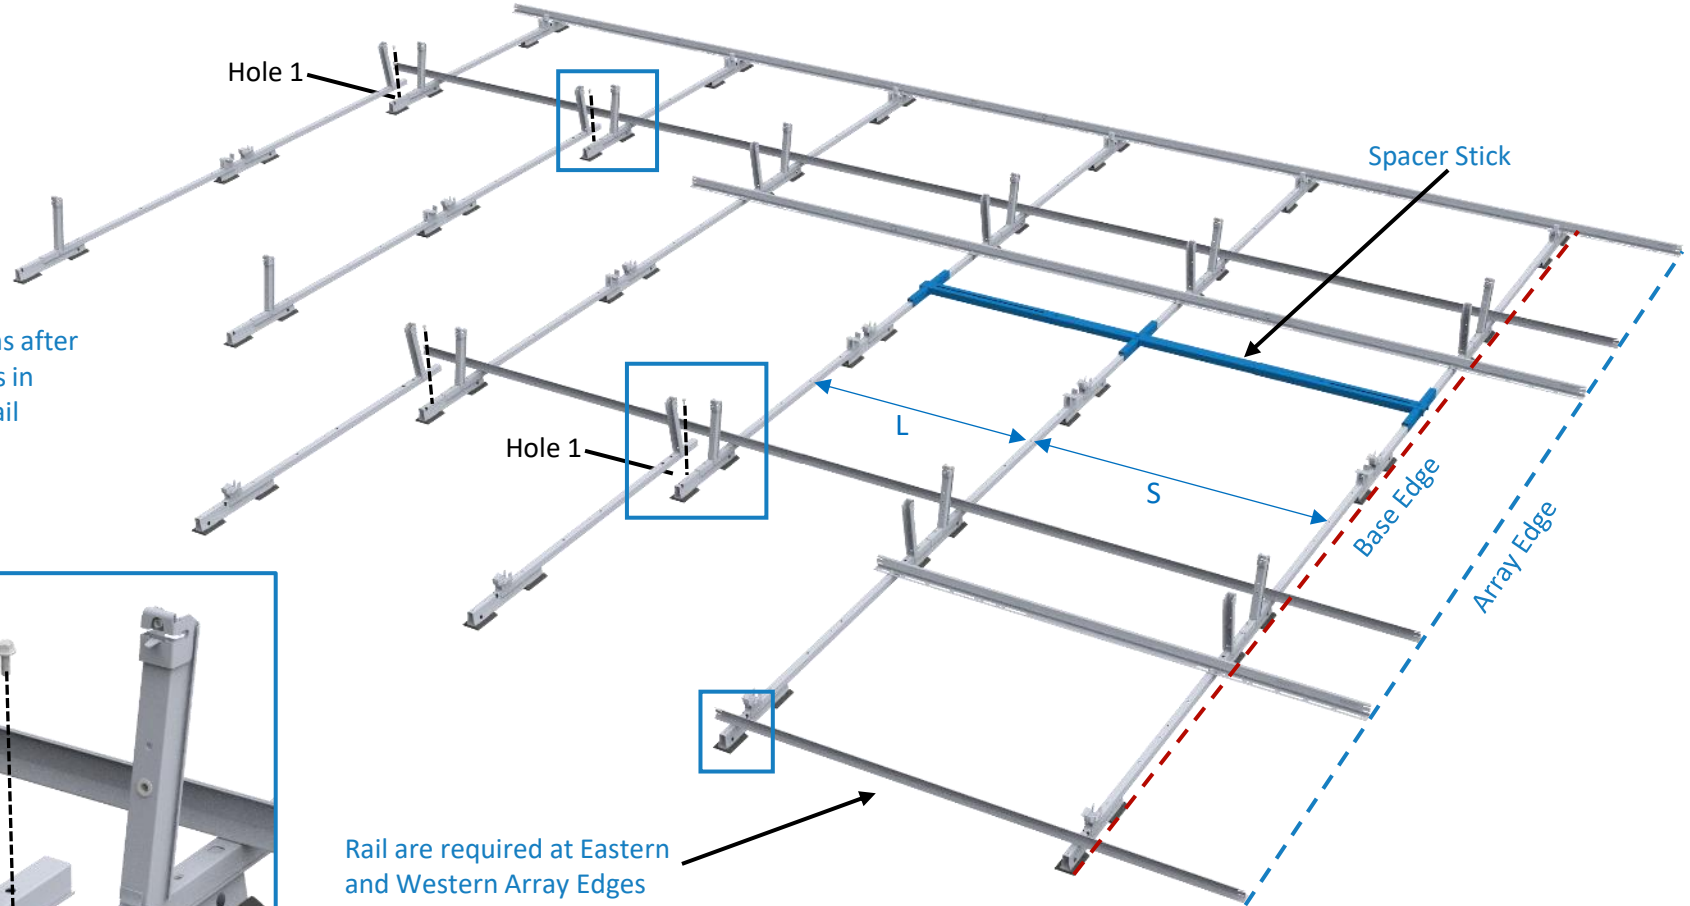 Hole 1
Spacer Stick
as after
s in
ail
L
Hole 1
S
Base Edge
Array Edge
Rail are required at Eastern
and Western Array Edges